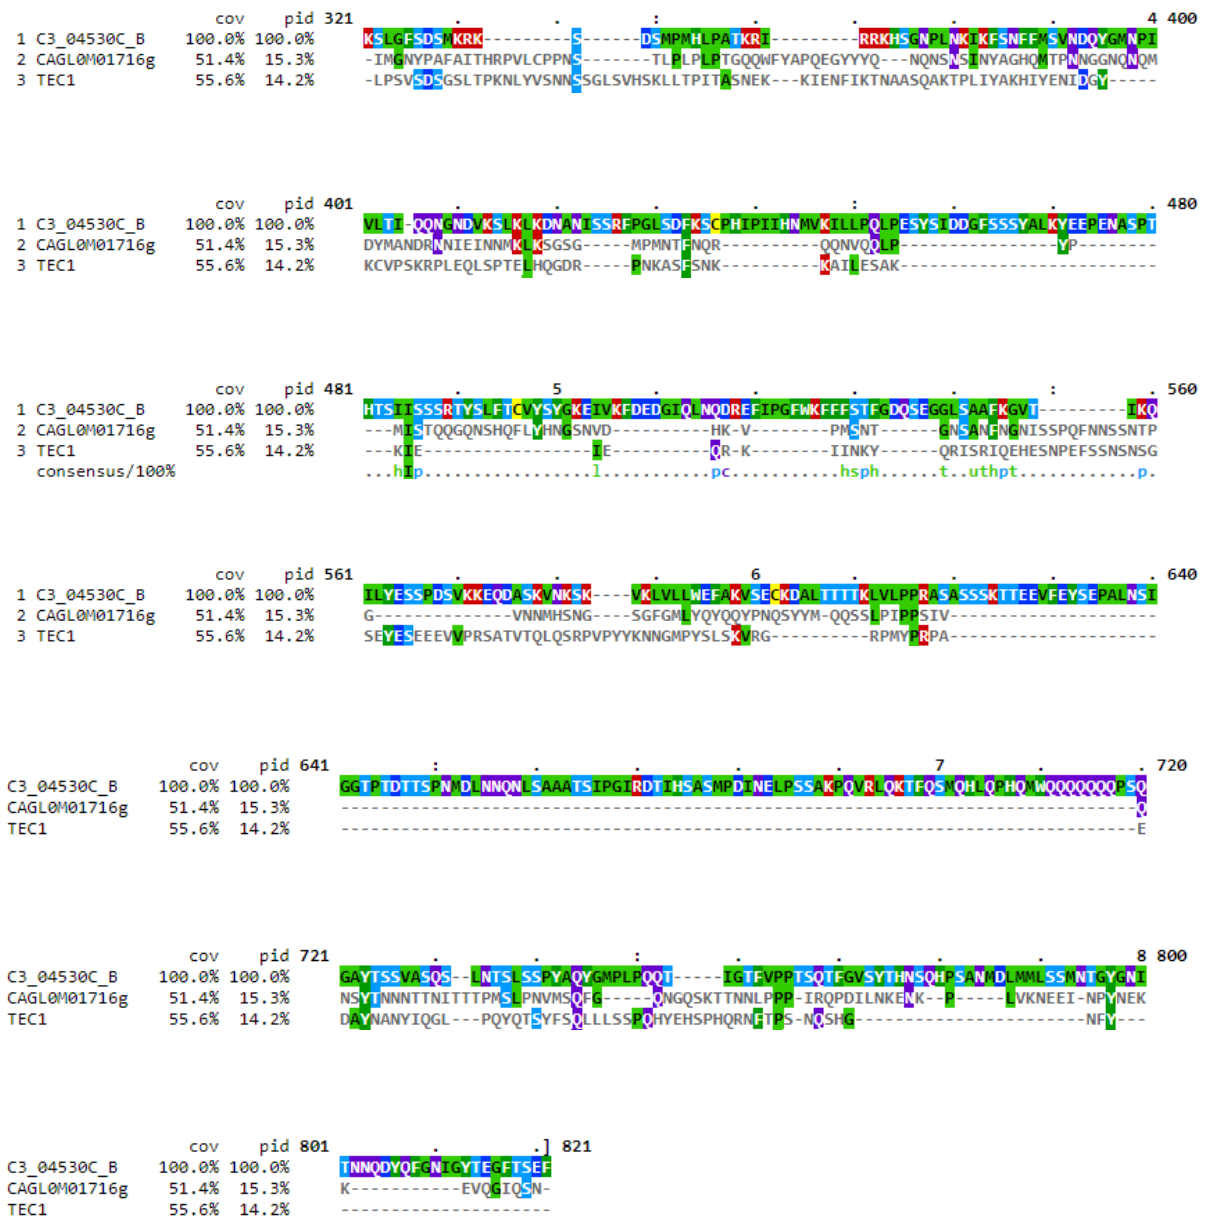 cov pid 321 . . : . . . . 4 400
1 C3_04530C_B 100.0% 100.0% KSLGFSDSMKRK---------S------DSMPMHLPATKRI---------RRKHSGNPLNKIKFSNFFMSVNDQYGMNPI
2 CAGL0M01716g 51.4% 15.3% -IMGNYPAFAITHRPVLCPPNS-------TLPLPLPTGQQWFYAPQEGYYYQ---NQNSNSINYAGHQMTPNNGGNQNQM
3 TEC1 55.6% 14.2% -LPSVSDSGSLTPKNLYVSNNSSGLSVHSKLLTPITASNEK---KIENFIKTNAASQAKTPLIYAKHIYENIDGY-----
cov pid 401 . . . . : . . . 480
1 C3_04530C_B 100.0% 100.0% VLTI-QQNGNDVKSLKLKDNANISSRFPGLSDFKSCPHIPIIHNMVKILLPQLPESYSIDDGFSSSYALKYEEPENASPT
2 CAGL0M01716g 51.4% 15.3% DYMANDRNNIEINNMKLKSGSG-----MPMNTFNQR----------QQNVQQLP----------------YP--------
3 TEC1 55.6% 14.2% KCVPSKRPLEQLSPTELHQGDR-----PNKASFSNK----------KAILESAK--------------------------
cov pid 481 . 5 . . . . : . 560
1 C3_04530C_B 100.0% 100.0% HTSIISSSRTYSLFTCVYSYGKEIVKFDEDGIQLNQDREFIPGFWKFFFSTFGDQSEGGLSAAFKGVT---------IKQ
2 CAGL0M01716g 51.4% 15.3% ---MISTQQGQNSHQFLYHNGSNVD---------HK-V--------PMSNT-------GNSANFNGNISSPQFNNSSNTP
3 TEC1 55.6% 14.2% ---KIE-----------------IE---------QR-K--------IINKY-------QRISRIQEHESNPEFSSNSNSG
consensus/100% ...hIp.................l...........pc...........hsph......t..uthpt............p.
cov pid 561 . . . 6 . . . . 640
1 C3_04530C_B 100.0% 100.0% ILYESSPDSVKKEQDASKVNKSK----VKLVLLWEFAKVSECKDALTTTTKLVLPPRASASSSKTTEEVFEYSEPALNSI
2 CAGL0M01716g 51.4% 15.3% G--------------VNNMHSNG----SGFGMLYQYQQYPNQSYYM-QQSSLPIPPSIV---------------------
3 TEC1 55.6% 14.2% SEYESEEEVVPRSATVTQLQSRPVPYYKNNGMPYSLSKVRG---------RPMYPRPA----------------------
cov pid 641 : . . . . 7 . . 720
C3_04530C_B 100.0% 100.0% GGTPTDTTSPNMDLNNQNLSAAATSIPGIRDTIHSASMPDINELPSSAKPQVRLQKTFQSMQHLQPHQMWQQQQQQQPSQ
CAGL0M01716g 51.4% 15.3% -------------------------------------------------------------------------------Q
TEC1 55.6% 14.2% -------------------------------------------------------------------------------E
cov pid 721 . . : . . . . 8 800
C3_04530C_B 100.0% 100.0% GAYTSSVASQS--LNTSLSSPYAQYGMPLPQQT-----IGTFVPPTSQTFGVSYTHNSQHPSANMDLMMLSSMNTGYGNI
CAGL0M01716g 51.4% 15.3% NSYTNNNTTNITTTPMSLPNVMSQFG-----QNGQSKTTNNLPPP-IRQPDILNKENK--P-----LVKNEEI-NPYNEK
TEC1 55.6% 14.2% DAYNANYIQGL---PQYQTSYFSQLLLSSPQHYEHSPHQRNFTPS-NQSHG-----------------------NFY---
cov pid 801 . .] 821
C3_04530C_B 100.0% 100.0% TNNQDYQFGNIGYTEGFTSEF
CAGL0M01716g 51.4% 15.3% K-----------EVQGIQSN-
TEC1 55.6% 14.2% ---------------------